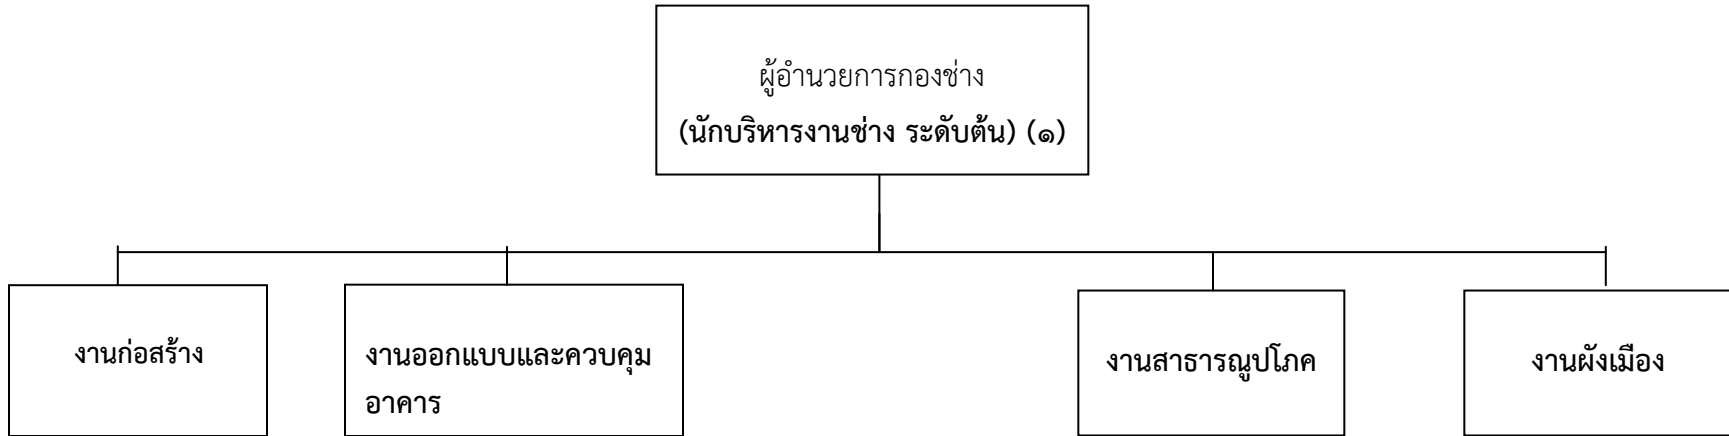 ผู้อำนวยการกองช่าง
(นักบริหารงานช่าง ระดับต้น) (๑)
งานก่อสร้าง
งานออกแบบและควบคุม
อาคาร
งานสาธารณูปโภค
งานผังเมือง